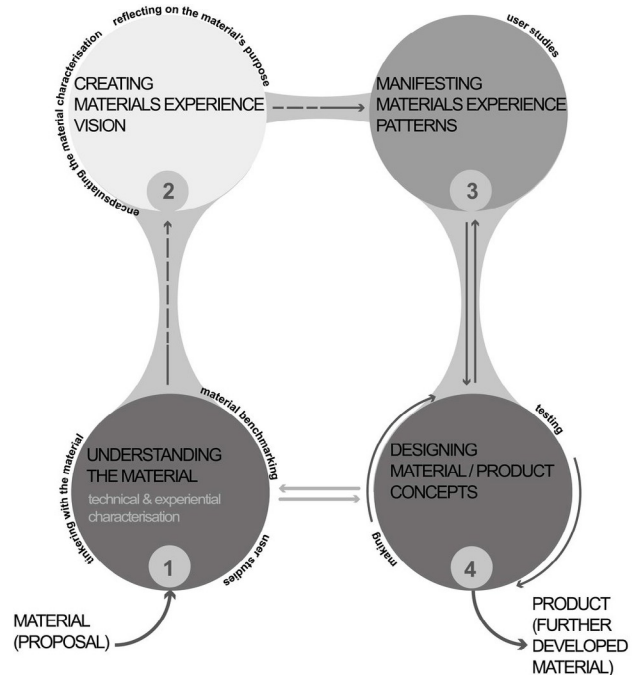 reflecting on the material's purpose
encapsulating the material characterisation
CREATING
MATERIALS EXPERIENCE
VISION
2
user studies
MANIFESTING
MATERIALS EXPERIENCE
PATTERNS
3
material benchmarking
tinkering with the material
UNDERSTANDING
THE MATERIAL
technical & experiential
characterisation
user studies
1
MATERIAL
(PROPOSAL)
testing
DESIGNING
MATERIAL / PRODUCT
CONCEPTS
making
4
PRODUCT
(FURTHER
DEVELOPED
MATERIAL)